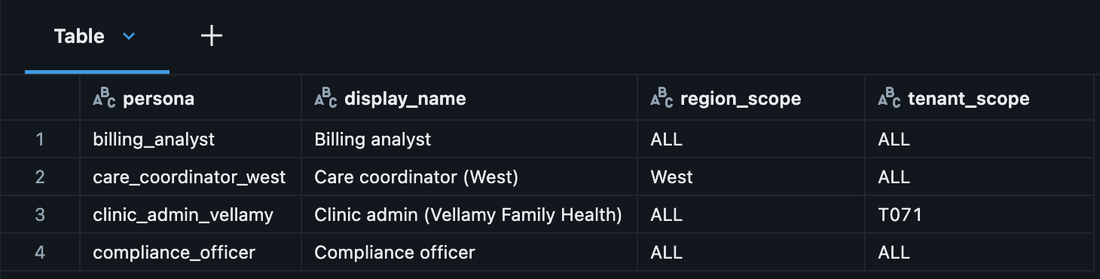 Table
persona display_name region_scope tenant_scope
1 billing_analyst Billing analyst ALL ALL
2 care_coordinator_west Care coordinator (West) West ALL
3 clinic_admin_vellamy Clinic admin (Vellamy Family Health) ALL T071
4 compliance_officer Compliance officer ALL ALL